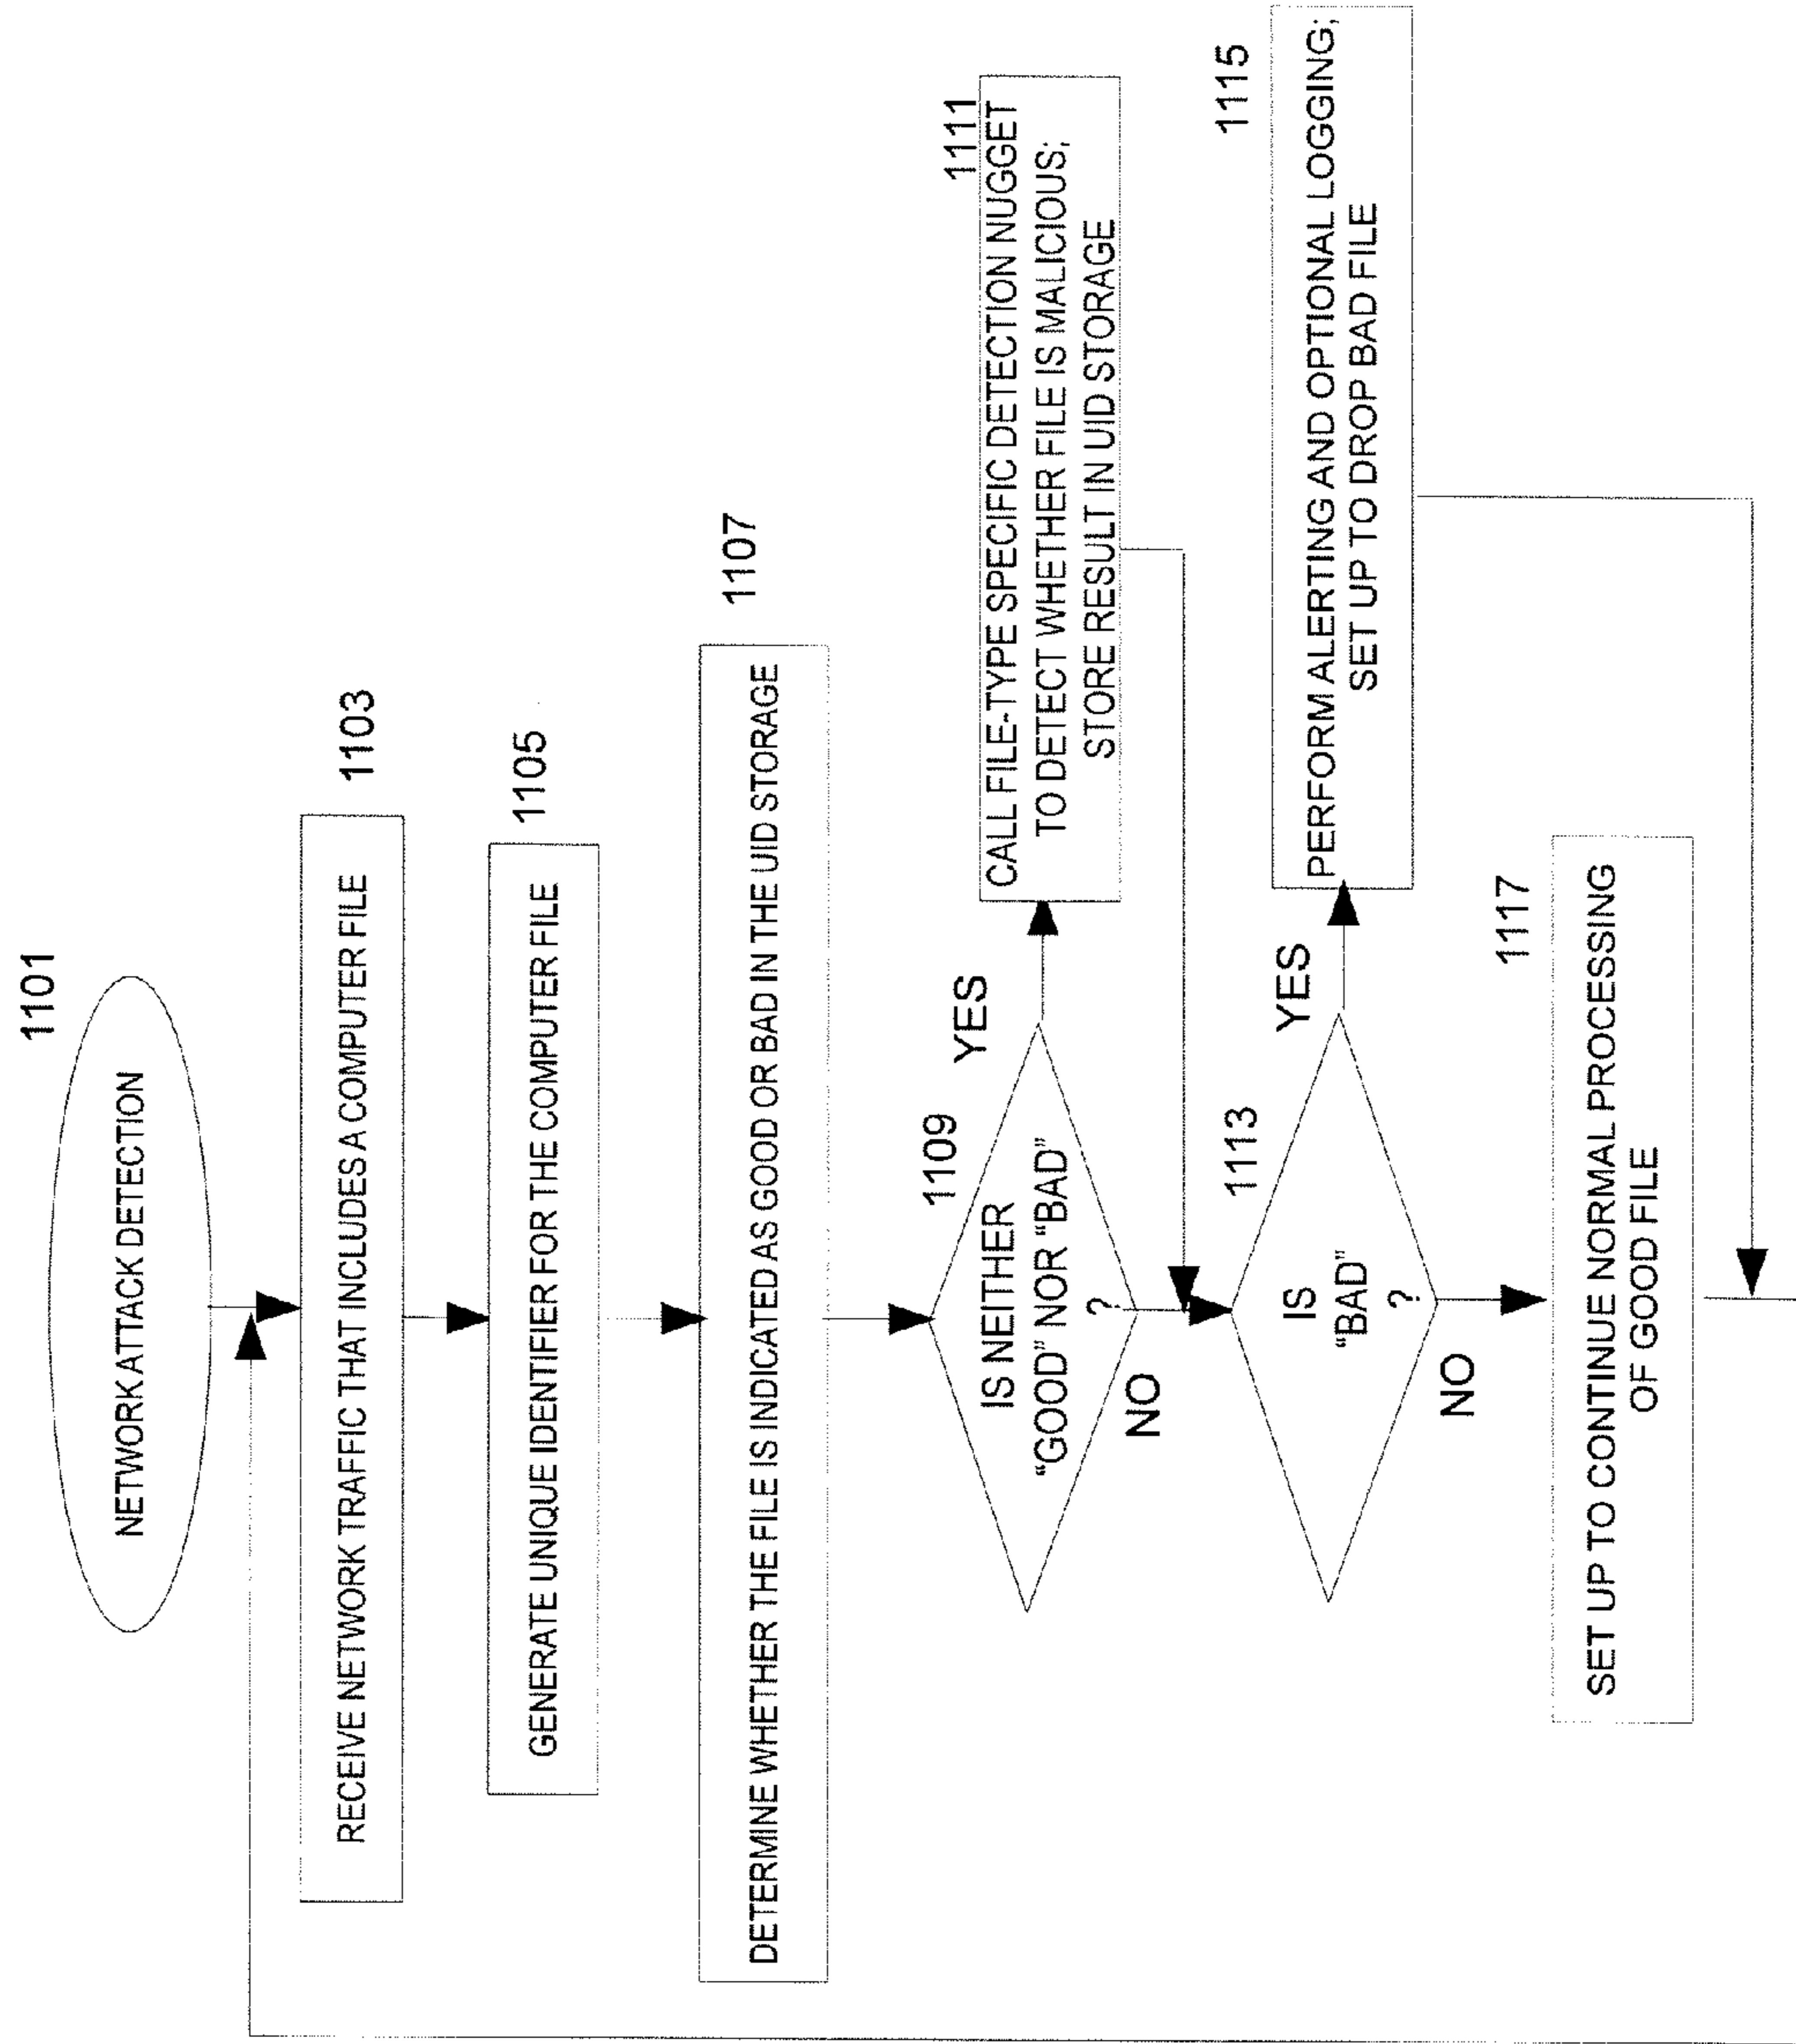 1101
NETWORK ATTACK DETECTION
1103
RECEIVE NETWORK TRAFFIC THAT INCLUDES A COMPUTER FILE
1105
GENERATE UNIQUE IDENTIFIER FOR THE COMPUTER FILE
1107
DETERMINE WHETHER THE FILE IS INDICATED AS GOOD OR BAD IN THE UID STORAGE
1109
IS NEITHER
“GOOD” NOR “BAD”
?
YES
NO
1111
CALL FILE-TYPE SPECIFIC DETECTION NUGGET
TO DETECT WHETHER FILE IS MALICIOUS;
STORE RESULT IN UID STORAGE
1113
IS
“BAD”
?
YES
NO
1115
PERFORM ALERTING AND OPTIONAL LOGGING;
SET UP TO DROP BAD FILE
1117
SET UP TO CONTINUE NORMAL PROCESSING
OF GOOD FILE